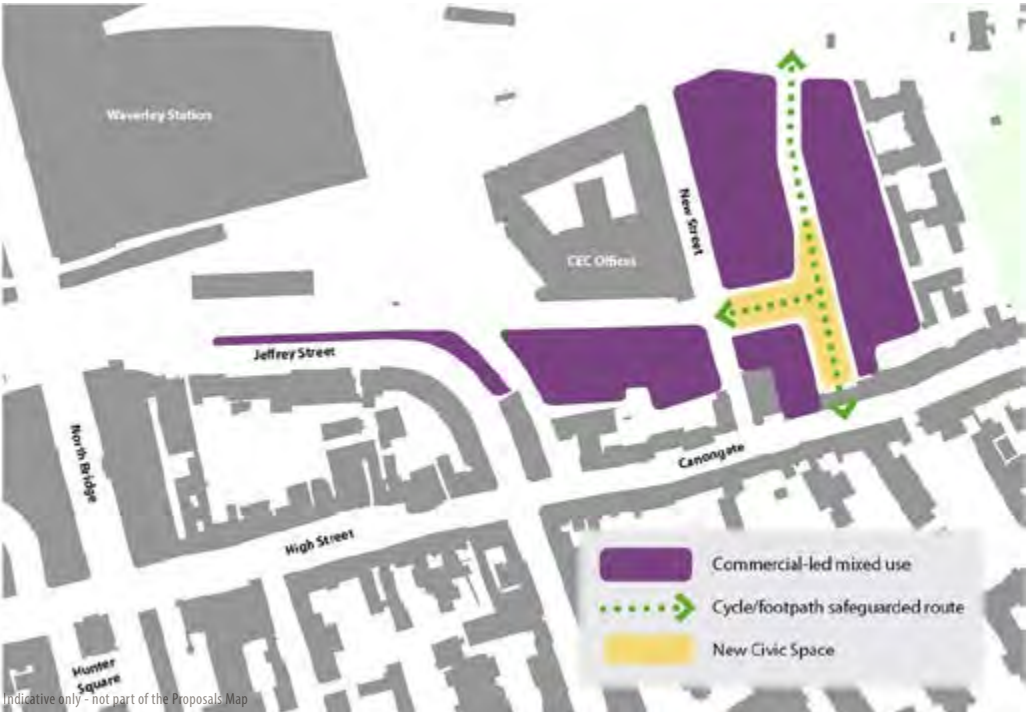 Waverley Station
New Street
CEC Offices
Jeffrey Street
North Bridge
Canongate
High Street
Commercial-led mixed use
Cycle/footpath safeguarded route
New Civic Space
Hunter
Square
Indicative only - not part of the Proposals Map